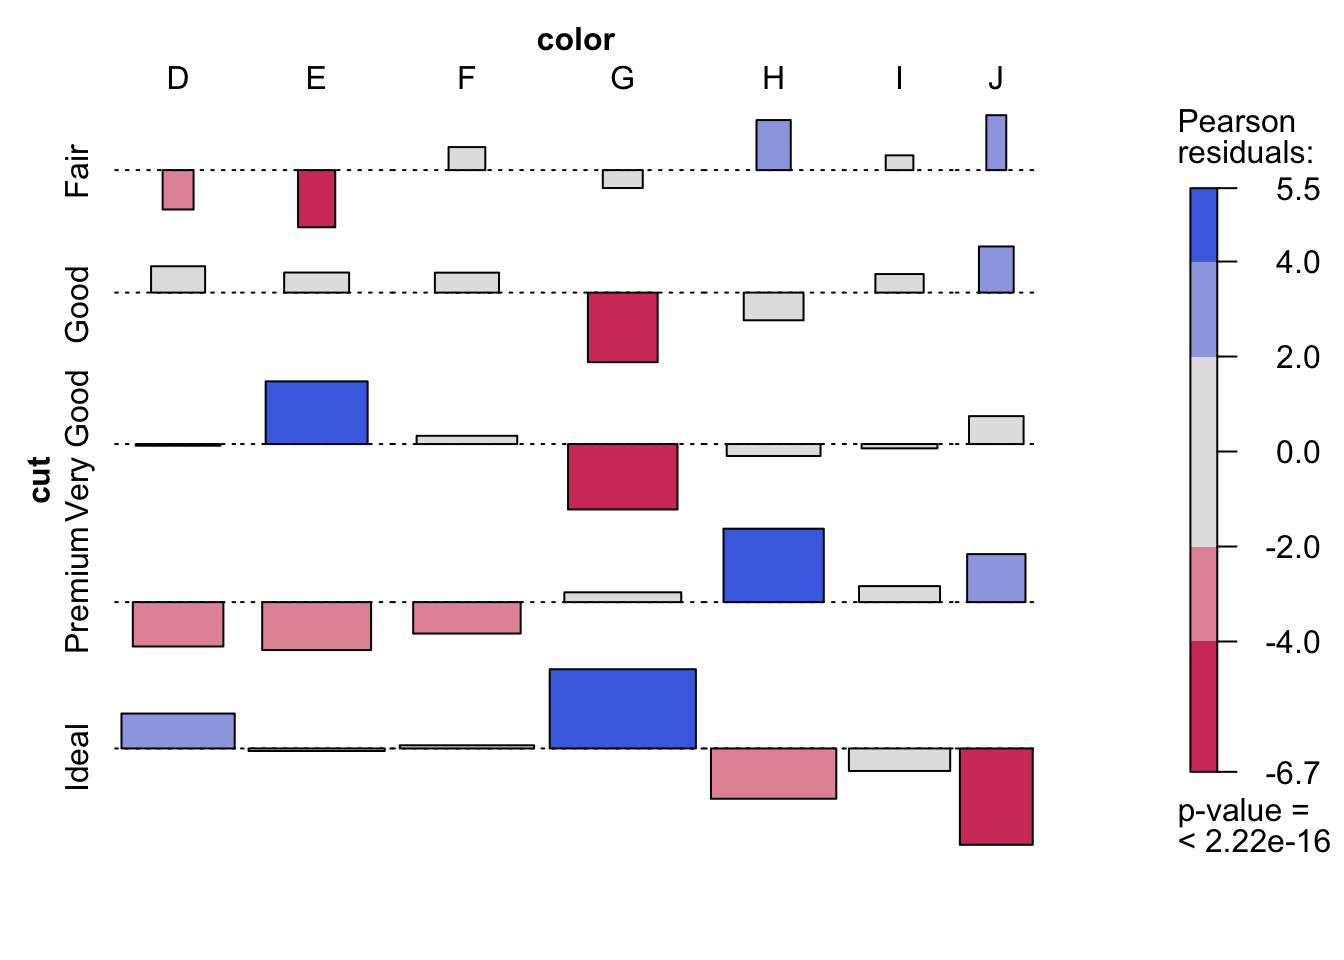 color
D E F G H I J
cut
Fair
Good
Very Good
Premium
Ideal
Pearson
residuals:
5.5
4.0
2.0
0.0
-2.0
-4.0
-6.7
p-value =
< 2.22e-16